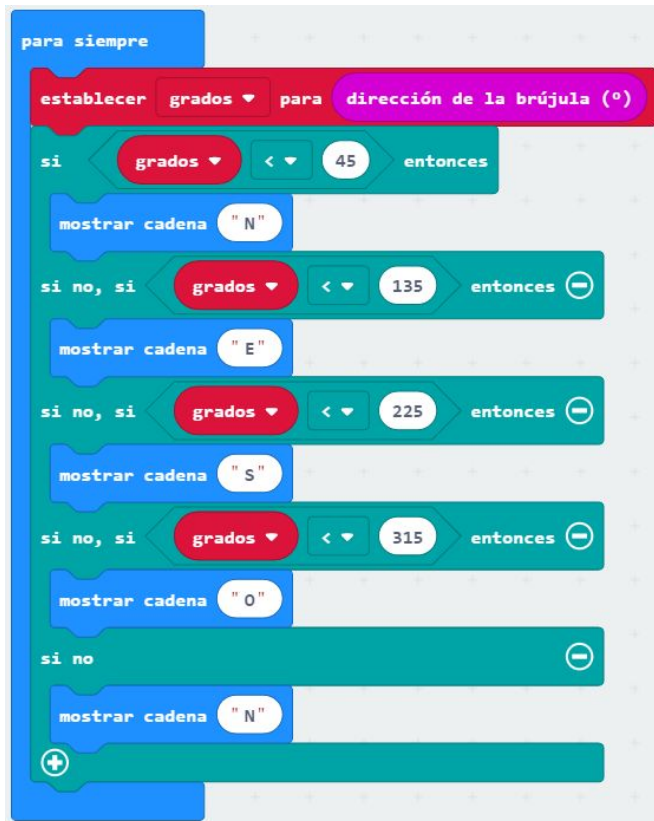 para siempre
establecer grados para dirección de la brújula (º)
si grados < 45 entonces
mostrar cadena "N"
si no, si grados < 135 entonces
mostrar cadena "E"
si no, si grados < 225 entonces
mostrar cadena "S"
si no, si grados < 315 entonces
mostrar cadena "O"
si no
mostrar cadena "N"